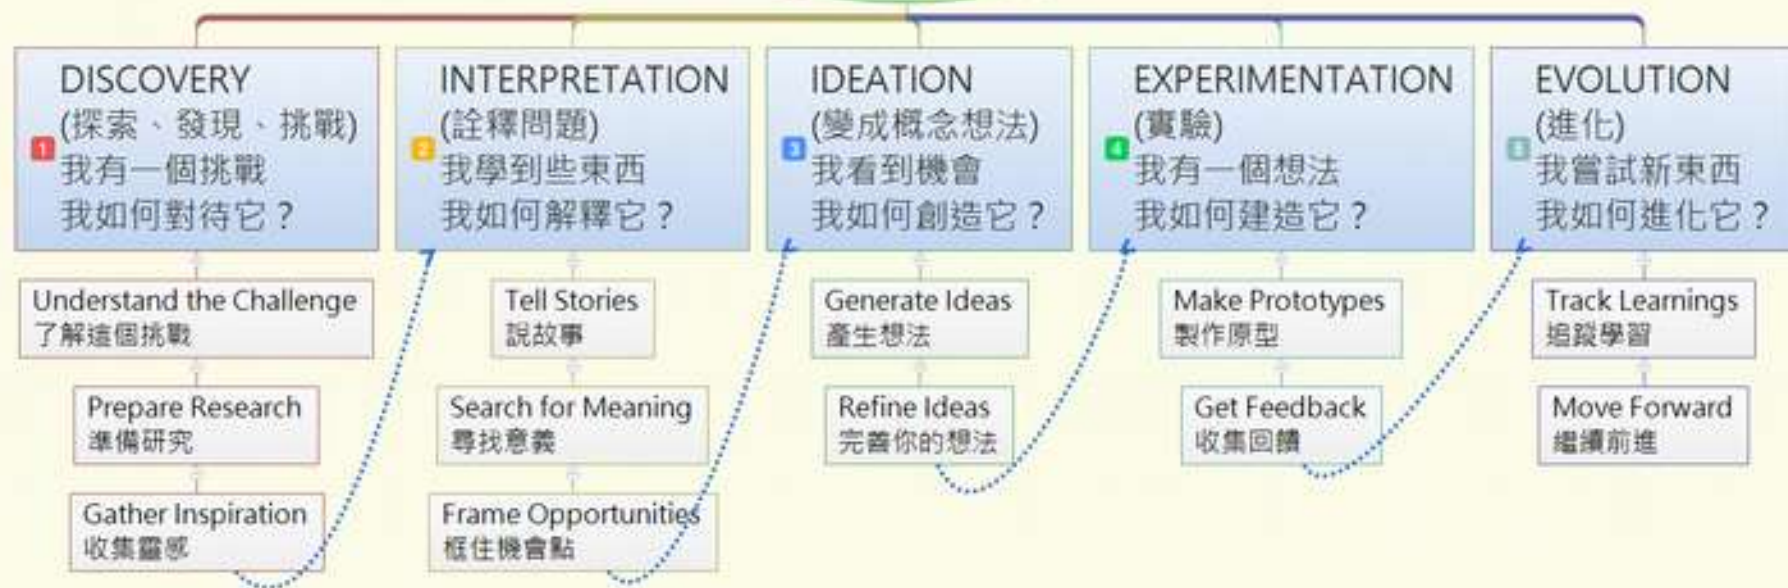 DISCOVERY
(探索、發現、挑戰)
1
我有一個挑戰
我如何對待它？
Understand the Challenge
了解這個挑戰
Prepare Research
準備研究
Gather Inspiration
收集靈感
INTERPRETATION
(詮釋問題)
2
我學到些東西
我如何解釋它？
Tell Stories
說故事
Search for Meaning
尋找意義
Frame Opportunities
框住機會點
IDEATION
(變成概念想法)
3
我看到機會
我如何創造它？
Generate Ideas
產生想法
Refine Ideas
完善你的想法
EXPERIMENTATION
(實驗)
4
我有一個想法
我如何建造它？
Make Prototypes
製作原型
Get Feedback
收集回饋
EVOLUTION
(進化)
5
我嘗試新東西
我如何進化它？
Track Learnings
追蹤學習
Move Forward
繼續前進